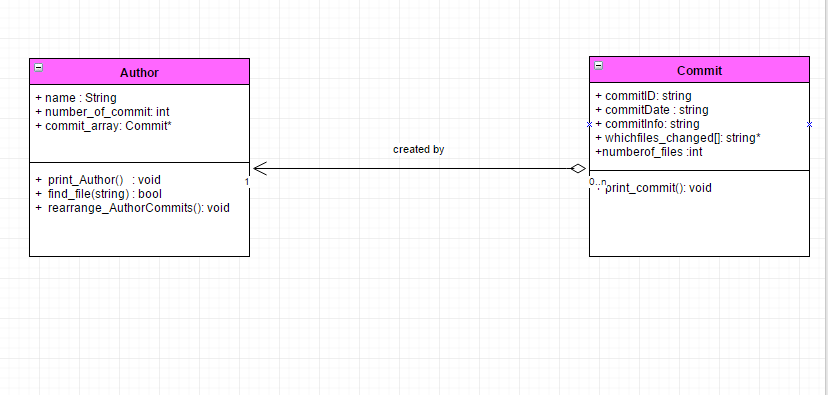 Author
+ name : String
+ number_of_commit: int
+ commit_array: Commit*
+ print_Author() : void
+ find_file(string) : bool
+ rearrange_AuthorCommits(): void
created by
1
0..n
Commit
+ commitID: string
+ commitDate : string
+ commitInfo: string
+ whichfiles_changed[]: string*
+numberof_files :int
+ print_commit(): void